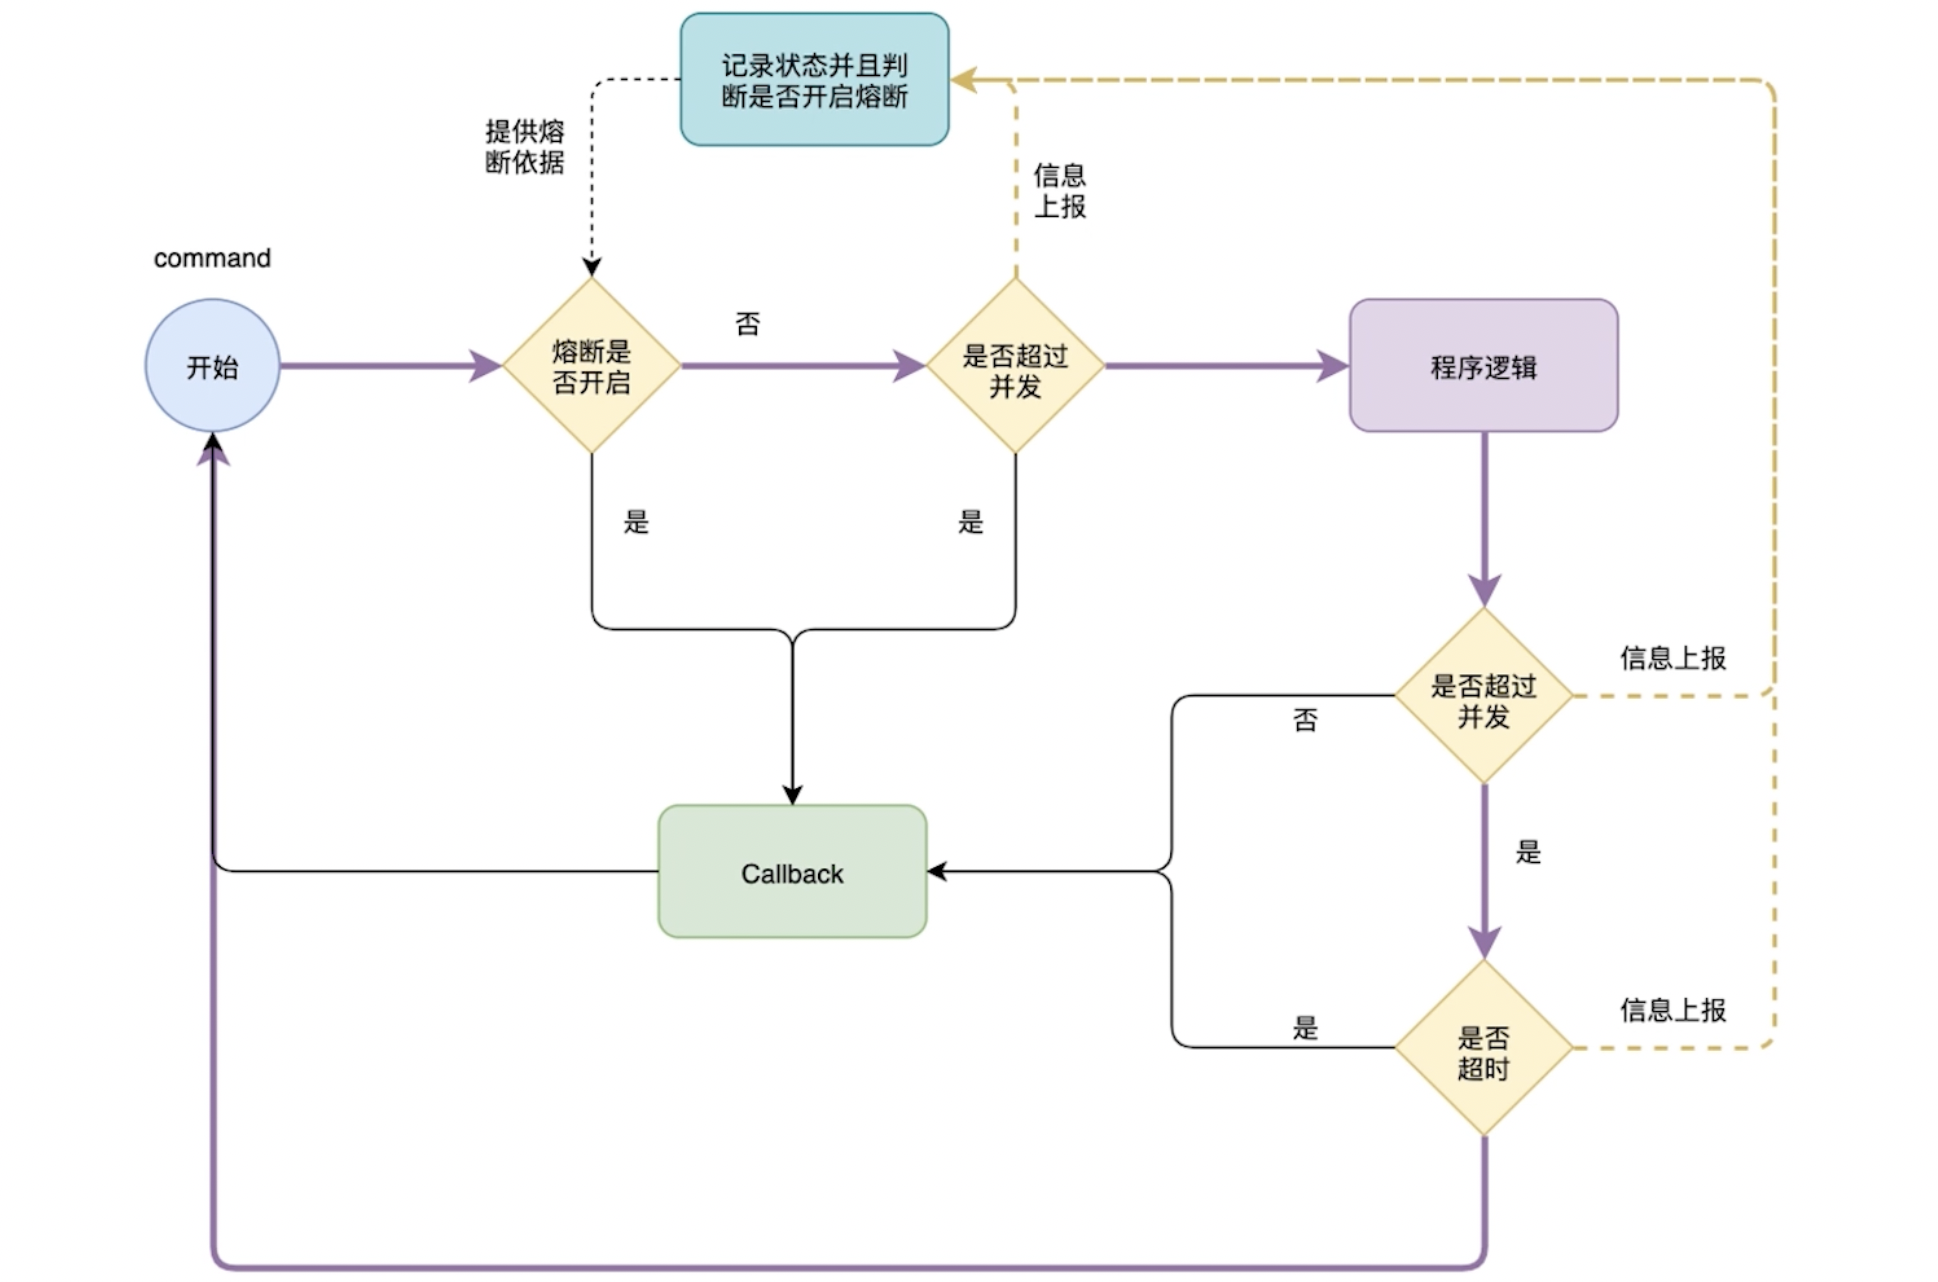 记录状态并且判
断是否开启熔断
提供熔
断依据
信息
上报
command
开始
熔断是
否开启
否
是否超过
并发
程序逻辑
是
是
信息上报
是否超过
并发
否
是
Callback
信息上报
是
是否
超时